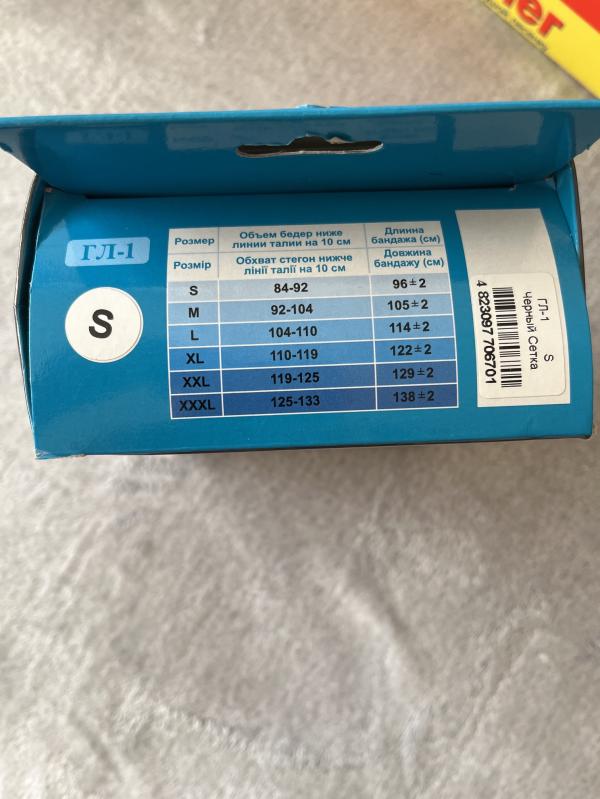 ner
ГЛ-1
S
Размер Объем бедер ниже линии талии на 10 см Длинна бандажа (см)
Розмір Обхват стегон нижче лінії талії на 10 см Довжина бандажу (см)
S 84-92 96±2
M 92-104 105±2
L 104-110 114±2
XL 110-119 122±2
XXL 119-125 129±2
XXXL 125-133 138±2
ГЛ-1 S
Черный Сетка
4 823097 706701